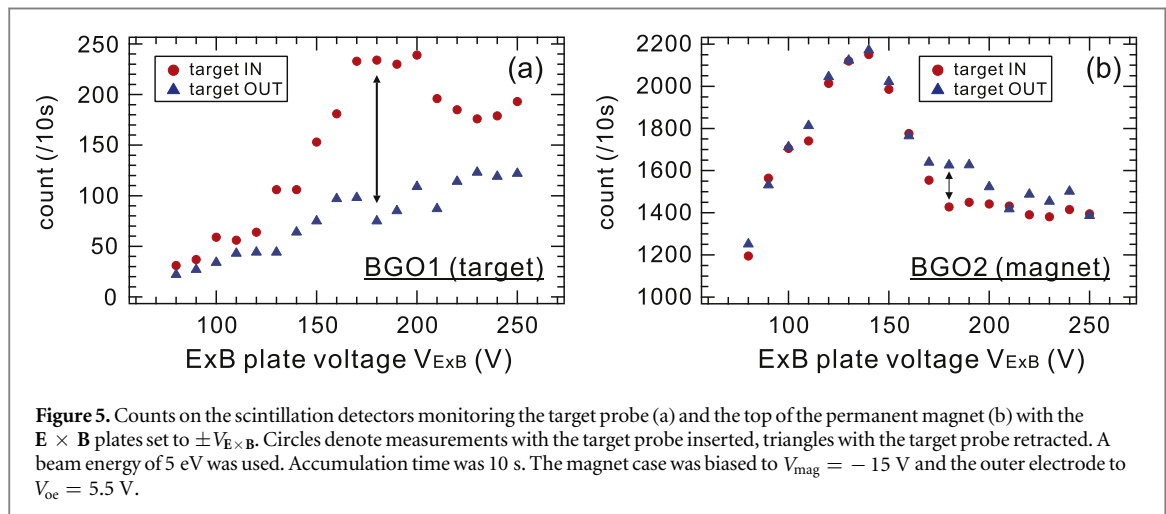 250
200
150
100
50
0
count (/10s)
target IN
target OUT
(a)
BGO1 (target)
100 150 200 250
ExB plate voltage VExB (V)
2200
2000
1800
1600
1400
1200
1000
count (/10s)
target IN
target OUT
(b)
BGO2 (magnet)
100 150 200 250
ExB plate voltage VExB (V)
Figure 5. Counts on the scintillation detectors monitoring the target probe (a) and the top of the permanent magnet (b) with the
E × B plates set to ±V_E×B. Circles denote measurements with the target probe inserted, triangles with the target probe retracted. A
beam energy of 5 eV was used. Accumulation time was 10 s. The magnet case was biased to V_mag = − 15 V and the outer electrode to
V_oe = 5.5 V.